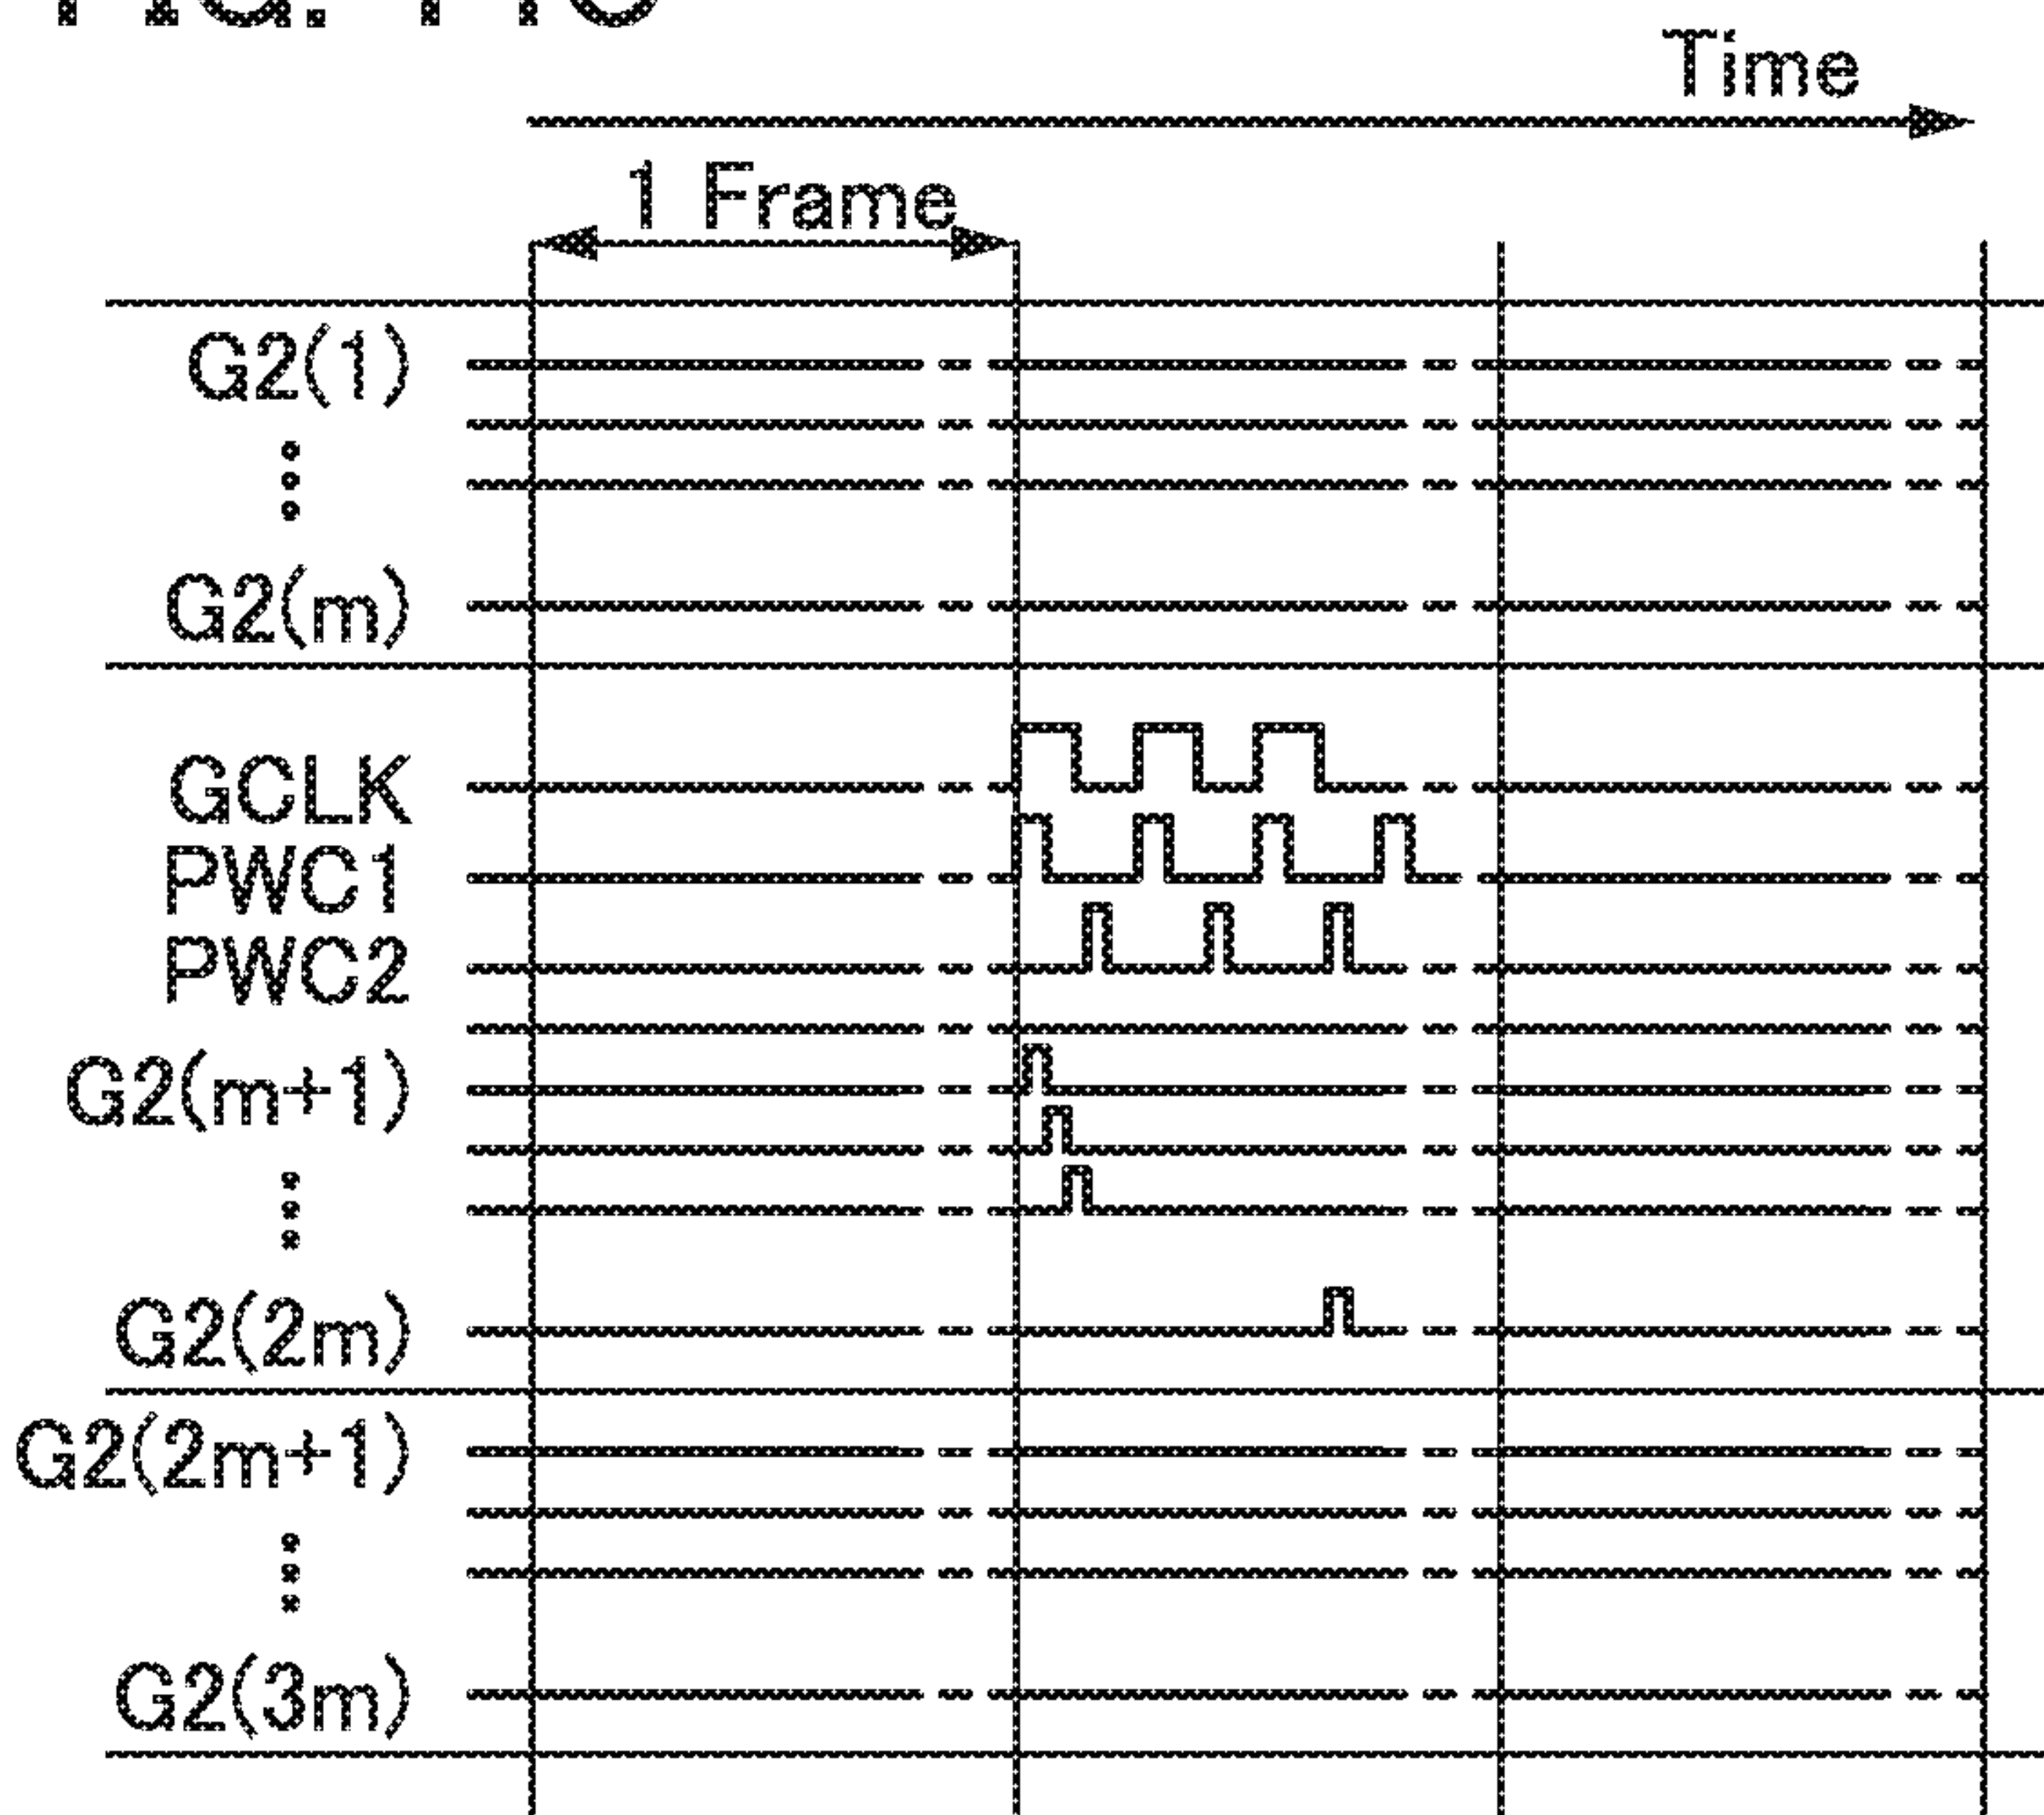 Time
1 Frame
G2(1)
G2(m)
GCLK
PWC1
PWC2
G2(m+1)
G2(2m)
G2(2m+1)
G2(3m)